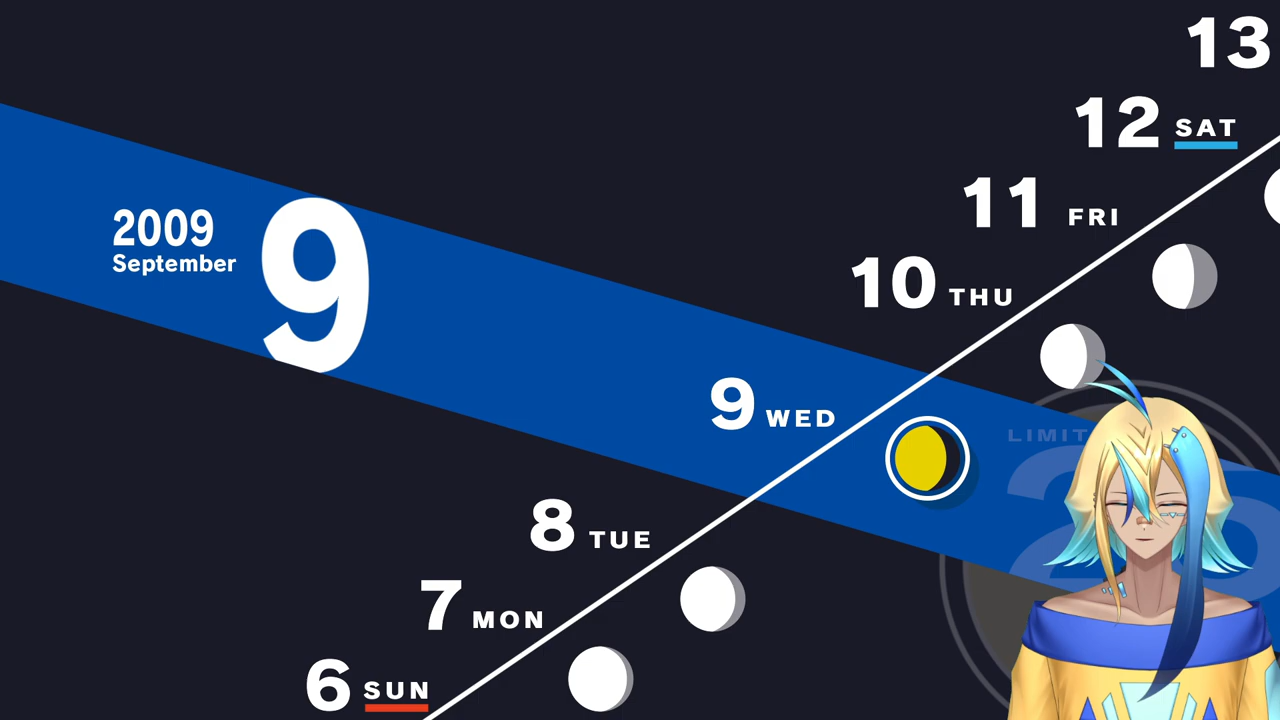 13
12 SAT
11 FRI
10 THU
2009
September
9
9 WED
LIMIT
8 TUE
7 MON
6 SUN